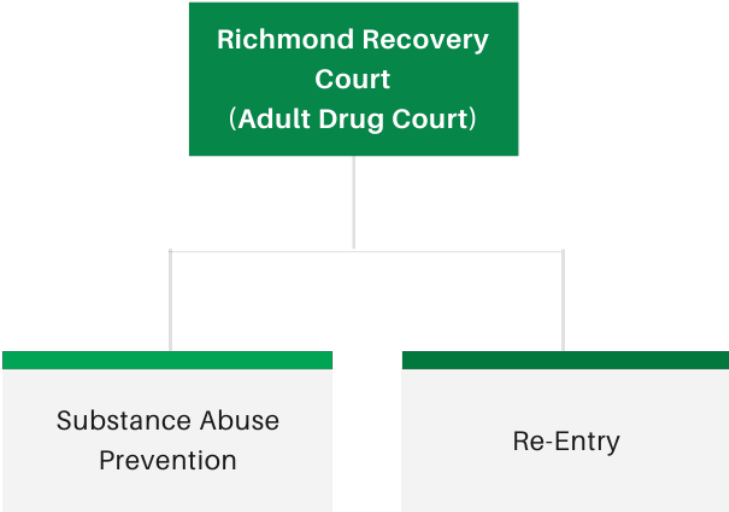 Richmond Recovery
Court
(Adult Drug Court)
Substance Abuse
Prevention
Re-Entry